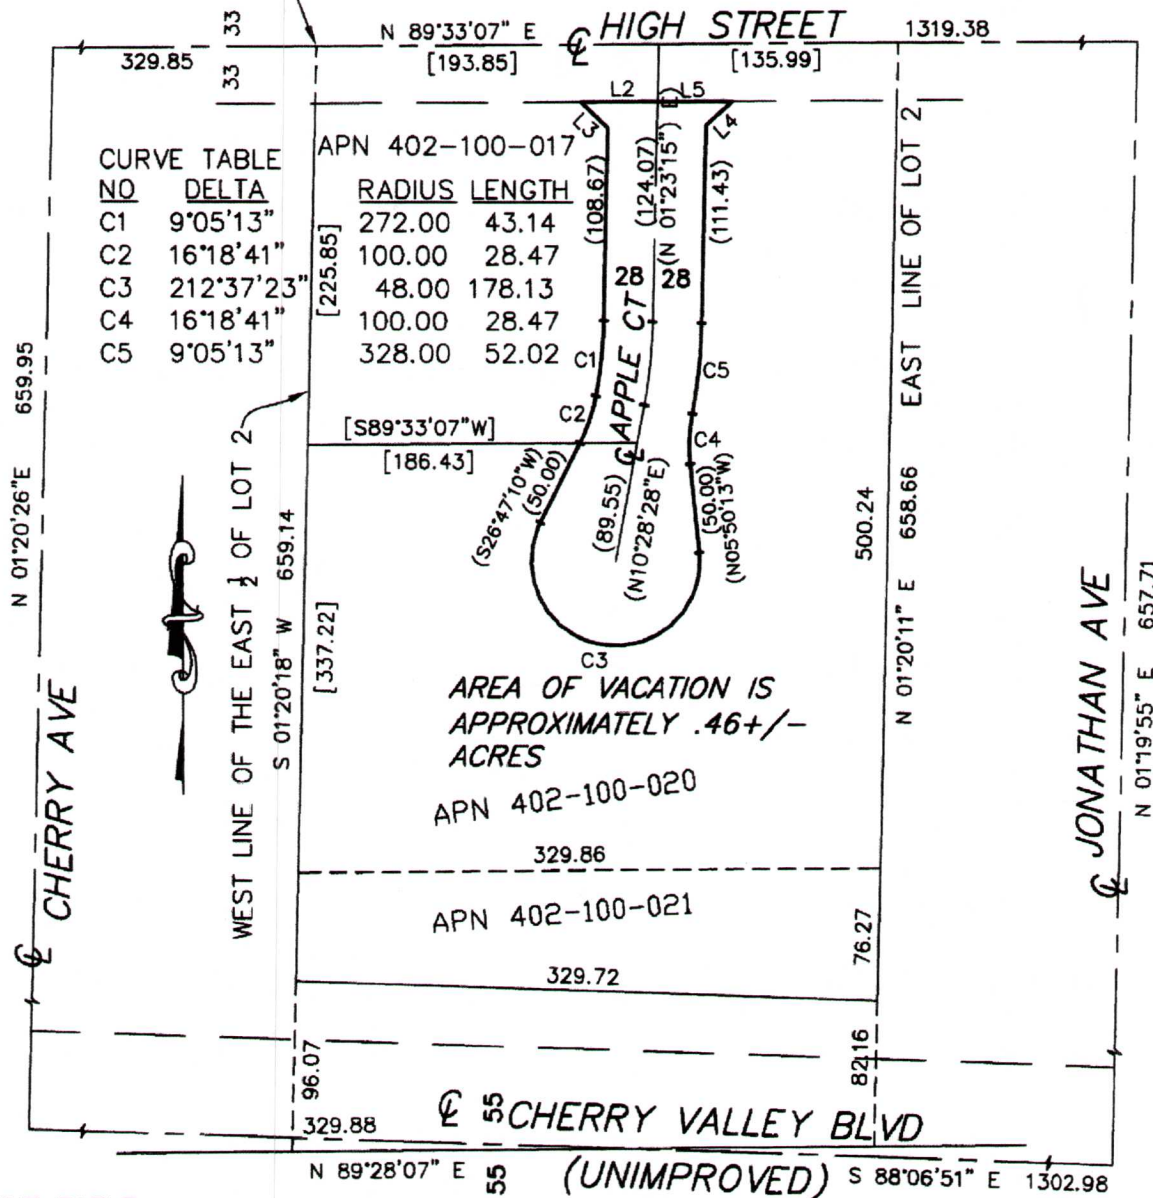 33
33
N 89°33'07" E
℄ HIGH STREET
1319.38
329.85
[193.85]
[135.99]
L2
E)
L5
L3
L4
APN 402-100-017
CURVE TABLE
NO DELTA RADIUS LENGTH
C1 9°05'13" 272.00 43.14
C2 16°18'41" 100.00 28.47
C3 212°37'23" 48.00 178.13
C4 16°18'41" 100.00 28.47
C5 9°05'13" 328.00 52.02
[225.85]
(108.67)
(124.07)
(N 01°23'15"
(111.43)
28 28
℄ APPLE CT
C1
C5
C2
C4
[S89°33'07"W]
[186.43]
(S26°47'10"W)
(50.00)
(89.55)
(N10°28'28"E)
(50.00)
(N05°50'13"W)
C3
N 01°20'26"E 659.95
℄ CHERRY AVE
WEST LINE OF THE EAST ½ OF LOT 2
S 01°20'18" W 659.14
[337.22]
EAST LINE OF LOT 2
N 01°20'11" E 658.66
500.24
℄ JONATHAN AVE
N 01°19'55" E 657.71
AREA OF VACATION IS
APPROXIMATELY .46+/-
ACRES
APN 402-100-020
329.86
APN 402-100-021
76.27
329.72
96.07
82.16
℄ 55 CHERRY VALLEY BLVD
329.88
N 89°28'07" E
55
(UNIMPROVED)
S 88°06'51" E
1302.98